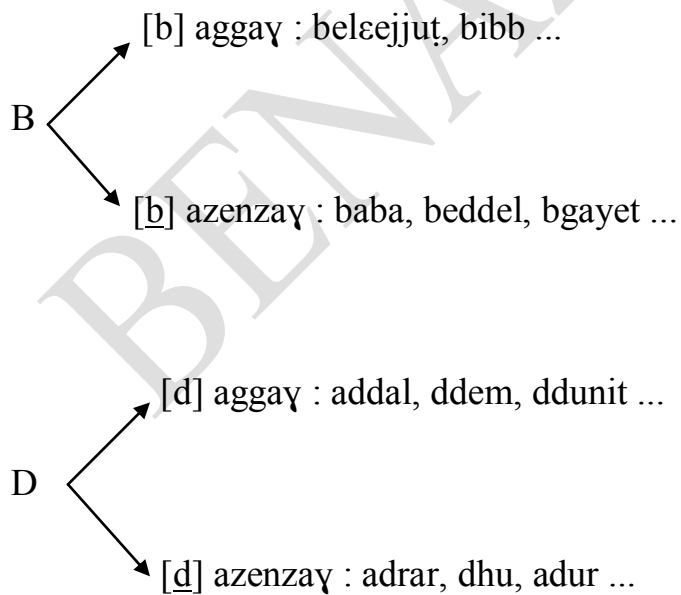 [b] aggaɣ : belɛejjuṭ, bibb ...
B
[b̲] azenzaɣ : baba, beddel, bgayet ...
[d] aggaɣ : addal, ddem, ddunit ...
D
[d̲] azenzaɣ : adrar, dhu, adur ...